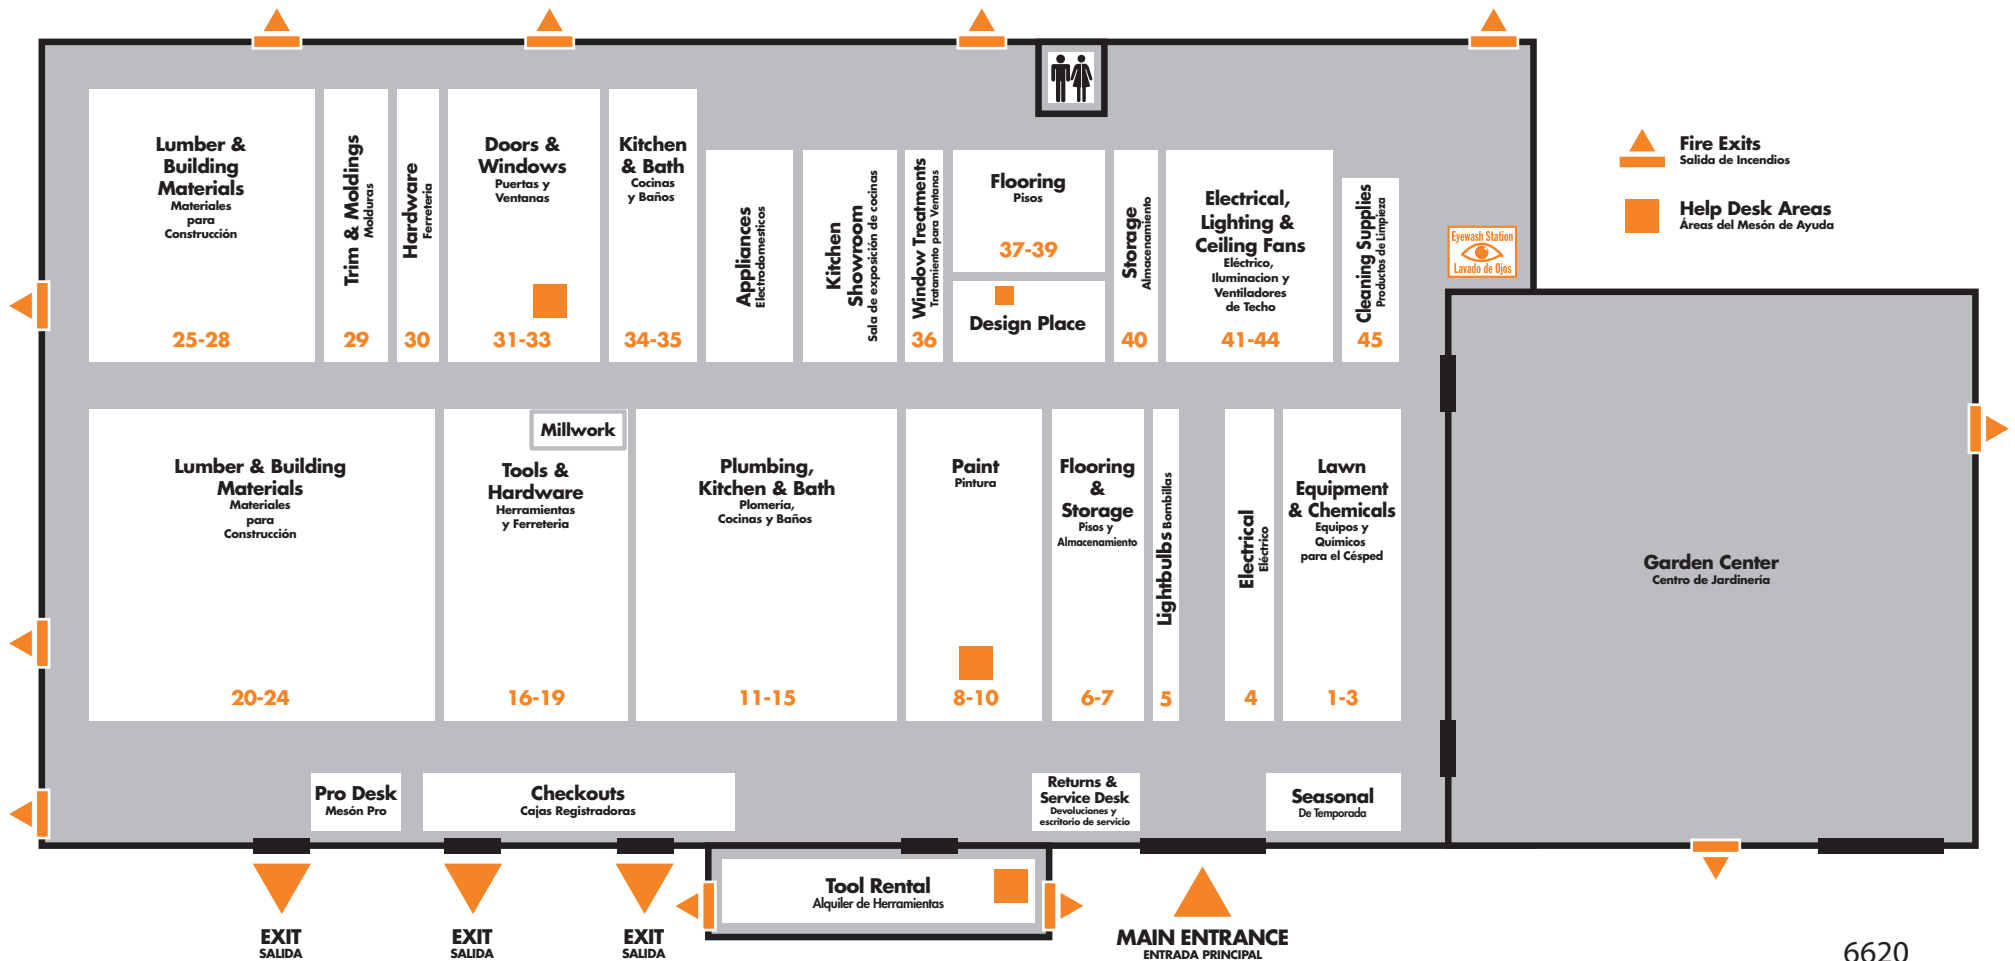 Lumber &
Building
Materials
Materiales
para
Construcción
25-28
Trim & Moldings
Molduras
29
Hardware
Ferreteria
30
Doors &
Windows
Puertas y
Ventanas
31-33
Kitchen
& Bath
Cocinas
y Baños
34-35
Appliances
Electrodomesticos
Kitchen
Showroom
Sala de exposición de cocinas
Window Treatments
Tratamiento para Ventanas
36
Flooring
Pisos
37-39
Design Place
Storage
Almacenamiento
40
Electrical,
Lighting &
Ceiling Fans
Eléctrico,
Iluminacion y
Ventiladores
de Techo
41-44
Cleaning Supplies
Productos de Limpieza
45
Eyewash Station
Lavado de Ojos
Fire Exits
Salida de Incendios
Help Desk Areas
Áreas del Mesón de Ayuda
Lumber & Building
Materials
Materiales
para
Construcción
20-24
Millwork
Tools &
Hardware
Herramientas
y Ferreteria
16-19
Plumbing,
Kitchen & Bath
Plomería,
Cocinas y Baños
11-15
Paint
Pintura
8-10
Flooring
&
Storage
Pisos y
Almacenamiento
6-7
Lightbulbs Bombillas
5
Electrical
Eléctrico
4
Lawn
Equipment
& Chemicals
Equipos y
Químicos
para el Césped
1-3
Garden Center
Centro de Jardinería
Pro Desk
Mesón Pro
Checkouts
Cajas Registradoras
Returns &
Service Desk
Devoluciones y
escritorio de servicio
Seasonal
De Temporada
Tool Rental
Alquiler de Herramientas
EXIT
SALIDA
EXIT
SALIDA
EXIT
SALIDA
MAIN ENTRANCE
ENTRADA PRINCIPAL
6620